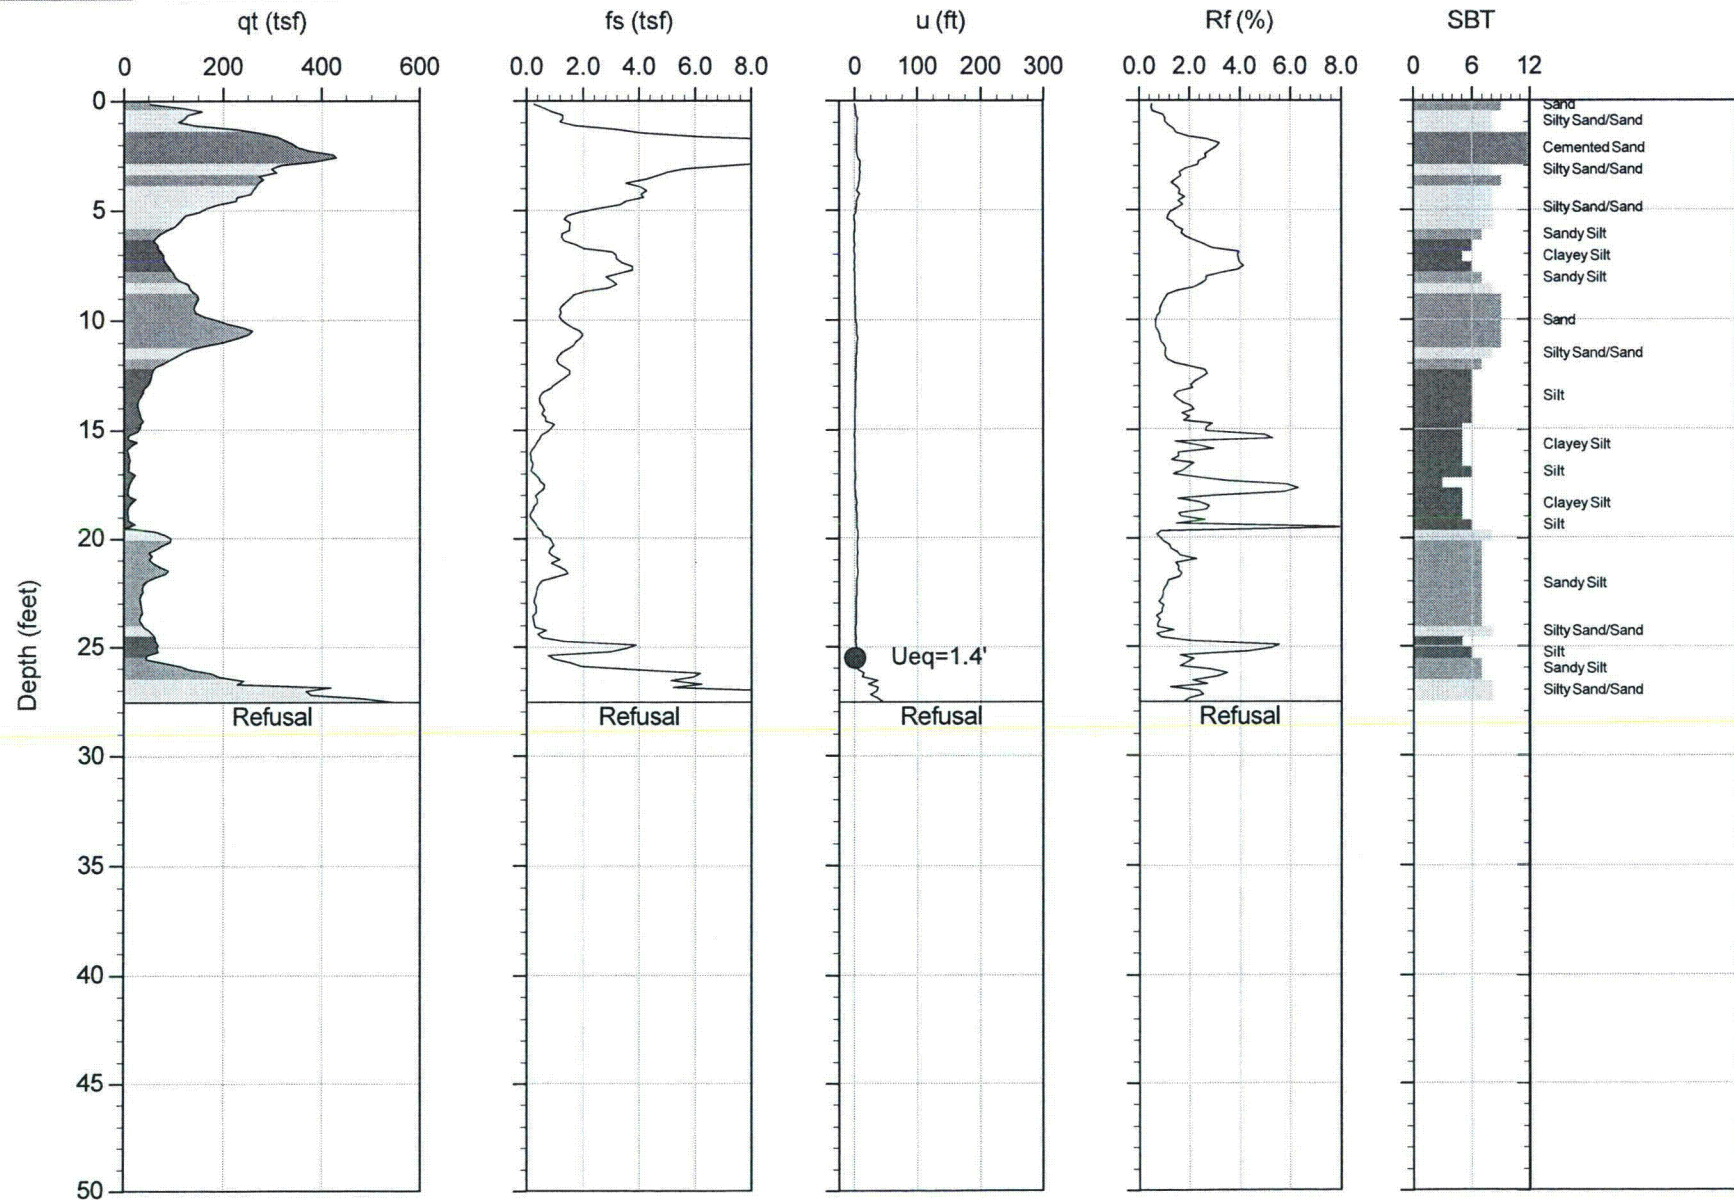 qt (tsf) fs (tsf) u (ft) Rf (%) SBT
0 200 400 600 0.0 2.0 4.0 6.0 8.0 0 100 200 300 0.0 2.0 4.0 6.0 8.0 0 6 12
0
Sand
Silty Sand/Sand
Cemented Sand
Silty Sand/Sand
5
Silty Sand/Sand
Sandy Silt
Clayey Silt
Sandy Silt
10
Sand
Silty Sand/Sand
Silt
15
Clayey Silt
Silt
Clayey Silt
Silt
20
Sandy Silt
Silty Sand/Sand
25
Ueq=1.4'
Silt
Sandy Silt
Silty Sand/Sand
Refusal Refusal Refusal Refusal
30
35
40
45
50
Depth (feet)